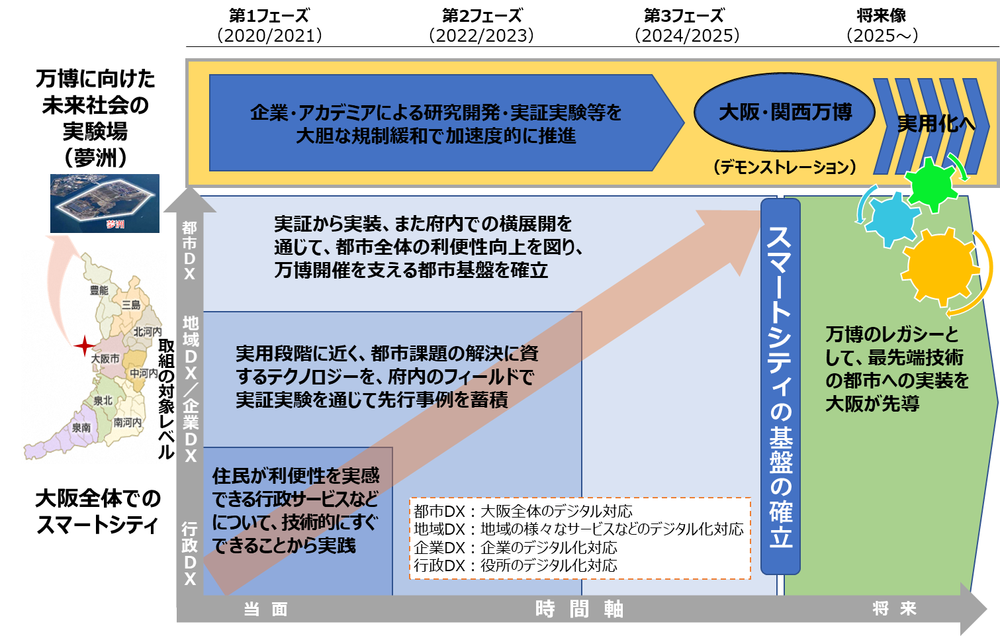 第1フェーズ
（2020/2021）
第2フェーズ
（2022/2023）
第3フェーズ
（2024/2025）
将来像
（2025～）
万博に向けた
未来社会の
実験場
（夢洲）
企業・アカデミアによる研究開発・実証実験等を
大胆な規制緩和で加速度的に推進
大阪・関西万博
（デモンストレーション）
実用化へ
夢洲
豊能
三島
北河内
大阪市
中河内
泉北
南河内
泉南
大阪全体での
スマートシティ
取組の対象レベル
都市DX
地域DX／企業DX
行政DX
実証から実装、また府内での横展開を
通じて、都市全体の利便性向上を図り、
万博開催を支える都市基盤を確立
実用段階に近く、都市課題の解決に資
するテクノロジーを、府内のフィールドで
実証実験を通じて先行事例を蓄積
住民が利便性を実感
できる行政サービスなど
について、技術的にすぐ
できることから実践
都市DX：大阪全体のデジタル対応
地域DX：地域の様々なサービスなどのデジタル化対応
企業DX：企業のデジタル化対応
行政DX：役所のデジタル化対応
スマートシティの基盤の確立
万博のレガシーと
して、最先端技術
の都市への実装を
大阪が先導
当面
時間軸
将来